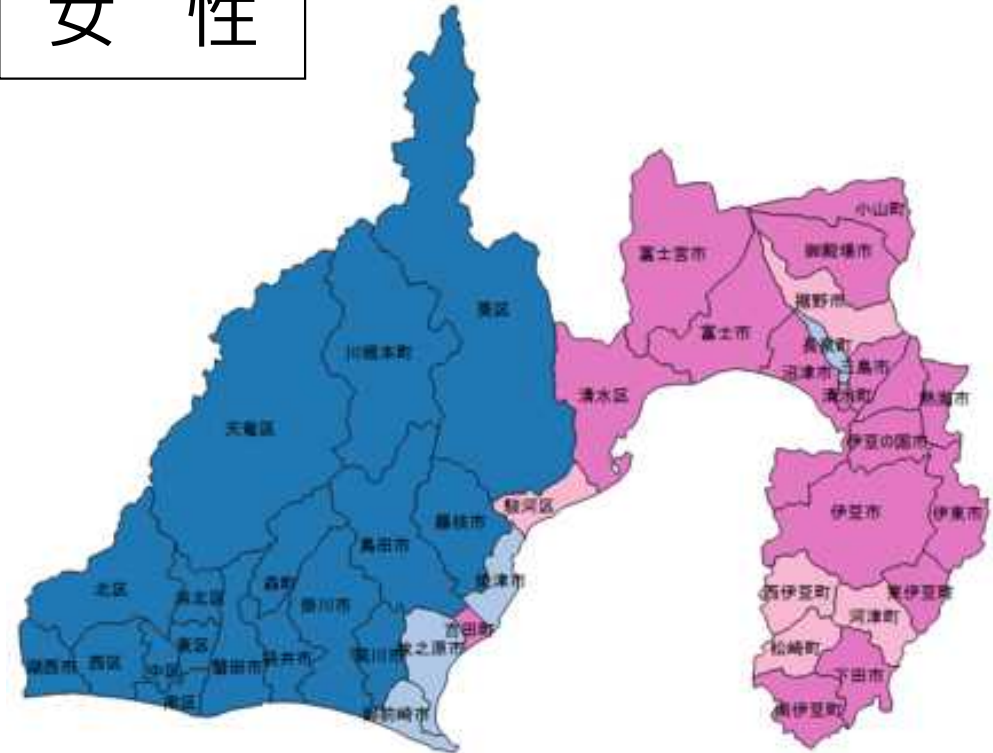 女 性
小山町
富士宮市
御殿場市
裾野市
葵区
富士市
長泉町
川根本町
沼津市
三島市
清水区
清水町
熱海市
天竜区
伊豆の国市
駿河区
伊豆市
伊東市
藤枝市
島田市
焼津市
北区
浜北区
森町
掛川市
西伊豆町
東伊豆町
河津町
吉田町
東区
牧之原市
松崎町
湖西市
西区
中区
磐田市
袋井市
菊川市
下田市
南区
御前崎市
南伊豆町